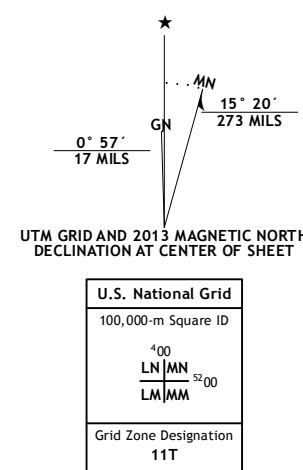 MN
15° 20´
273 MILS
GN
0° 57´
17 MILS
UTM GRID AND 2013 MAGNETIC NORTH
DECLINATION AT CENTER OF SHEET
U.S. National Grid
100,000-m Square ID
⁴00
LN MN
⁵²00
LM MM
Grid Zone Designation
11T